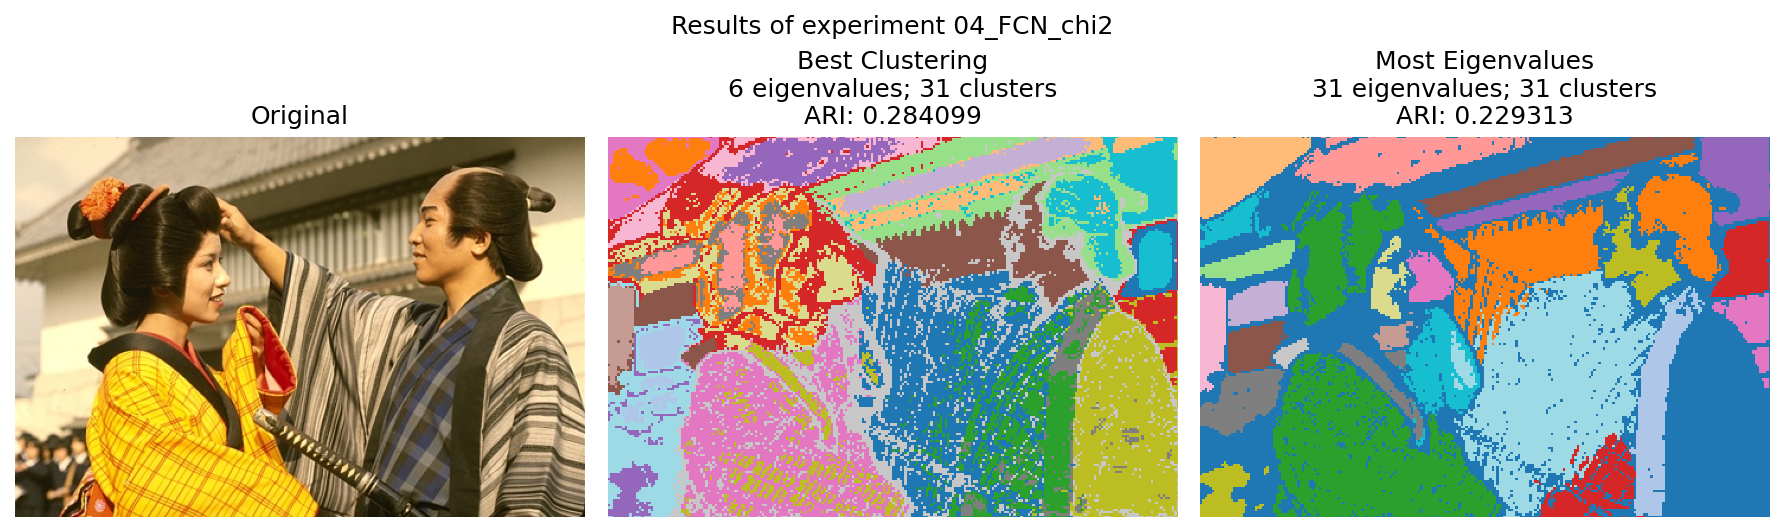 Results of experiment 04_FCN_chi2
Original
Best Clustering
6 eigenvalues; 31 clusters
ARI: 0.284099
Most Eigenvalues
31 eigenvalues; 31 clusters
ARI: 0.229313